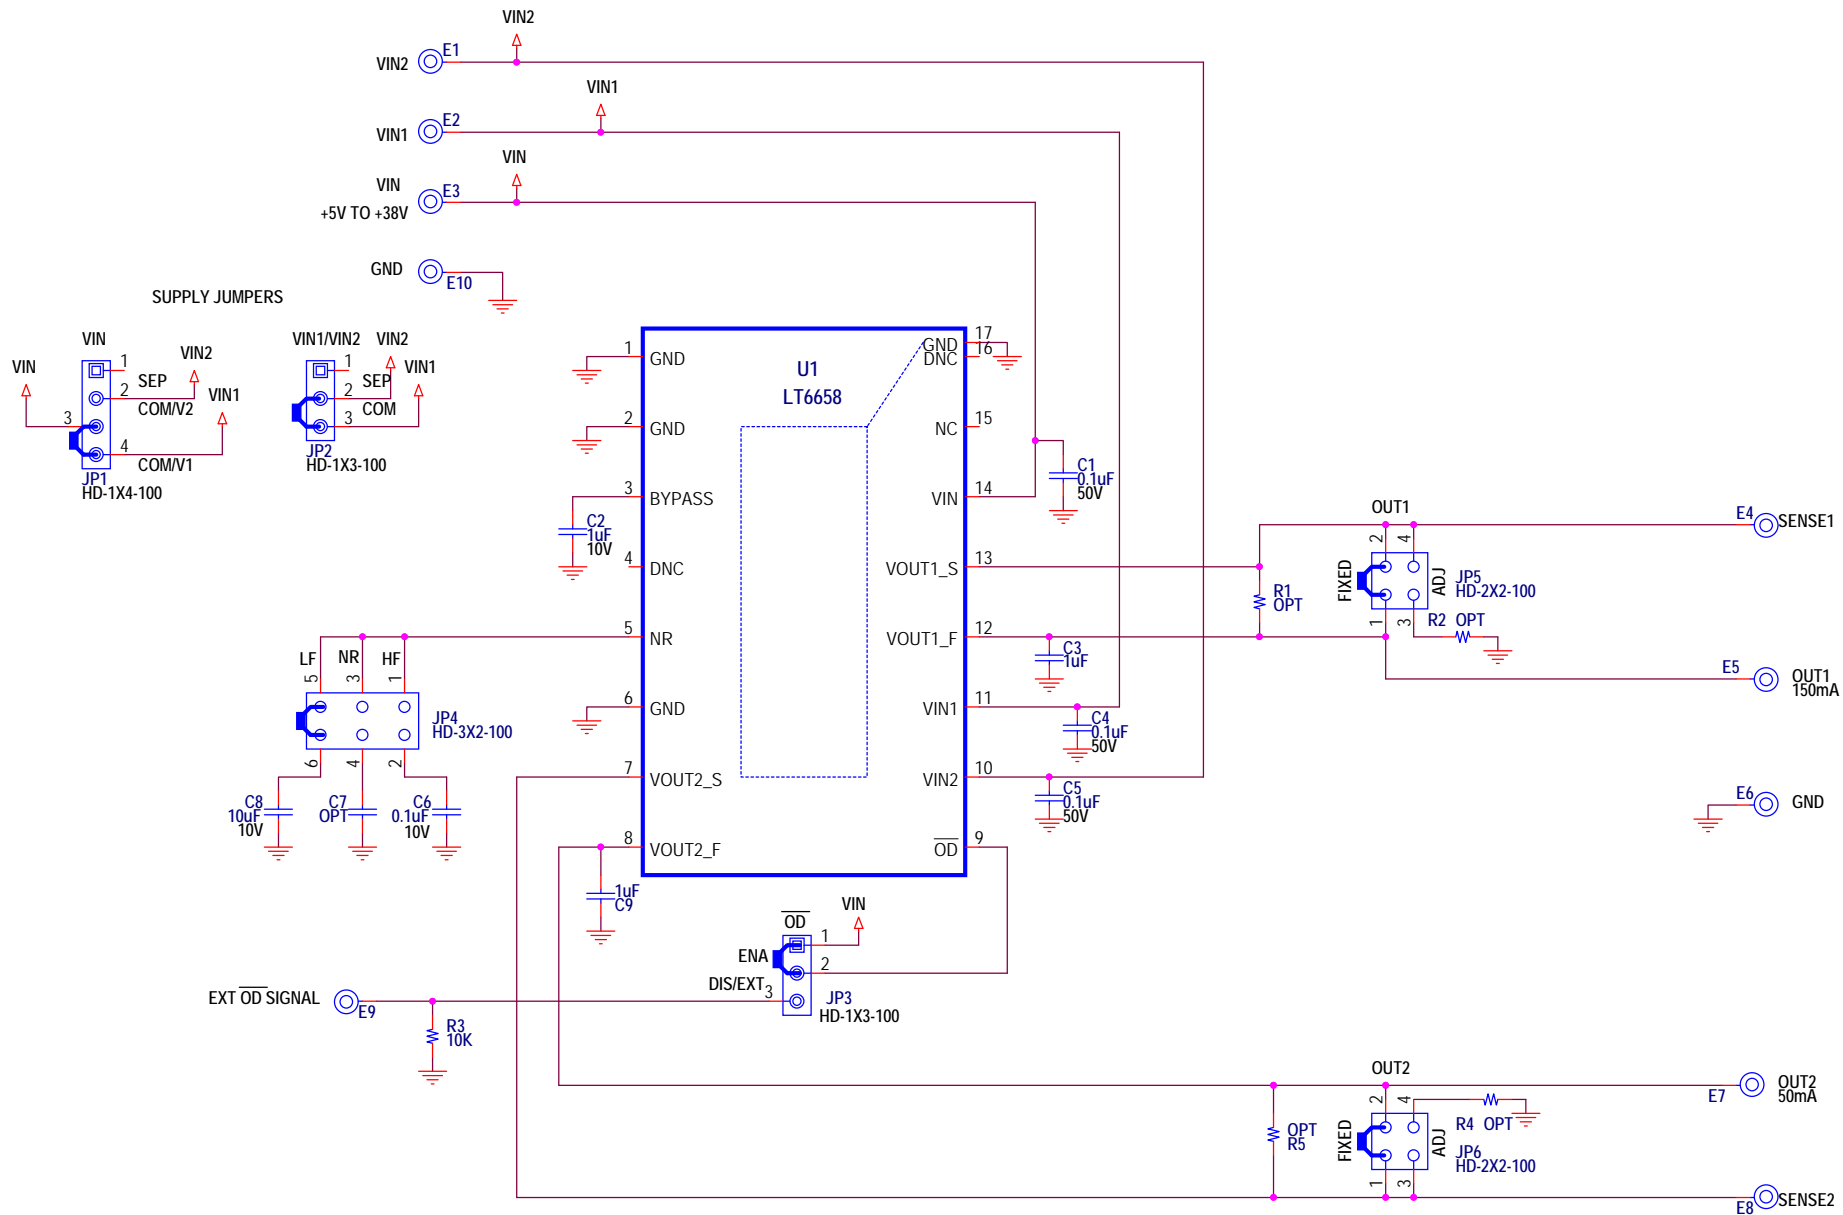 VIN2
VIN2
E1
VIN1
VIN1
E2
VIN
VIN
+5V TO +38V
E3
GND
E10
SUPPLY JUMPERS
VIN
VIN
1
SEP
2
COM/V2
VIN2
3
4
COM/V1
VIN1
JP1
HD-1X4-100
VIN1/VIN2
1
SEP
2
COM
3
VIN2
VIN1
JP2
HD-1X3-100
U1
LT6658
1
GND
2
GND
3
BYPASS
4
DNC
5
NR
6
GND
7
VOUT2_S
8
VOUT2_F
17
GND
16
DNC
15
NC
14
VIN
13
VOUT1_S
12
VOUT1_F
11
VIN1
10
VIN2
9
OD
C2
1uF
10V
C1
0.1uF
50V
C3
1uF
C4
0.1uF
50V
C5
0.1uF
50V
LF
NR
HF
5
3
1
JP4
HD-3X2-100
6
4
2
C8
10uF
10V
C7
OPT
C6
0.1uF
10V
1uF
C9
OD
VIN
1
ENA
2
DIS/EXT
3
JP3
HD-1X3-100
EXT OD SIGNAL
E9
R3
10K
R1
OPT
OUT1
2
4
FIXED
ADJ
JP5
HD-2X2-100
1
3
R2 OPT
E4
SENSE1
E5
OUT1
150mA
E6
GND
OUT2
2
4
FIXED
ADJ
R4 OPT
JP6
HD-2X2-100
1
3
OPT
R5
E7
OUT2
50mA
E8
SENSE2